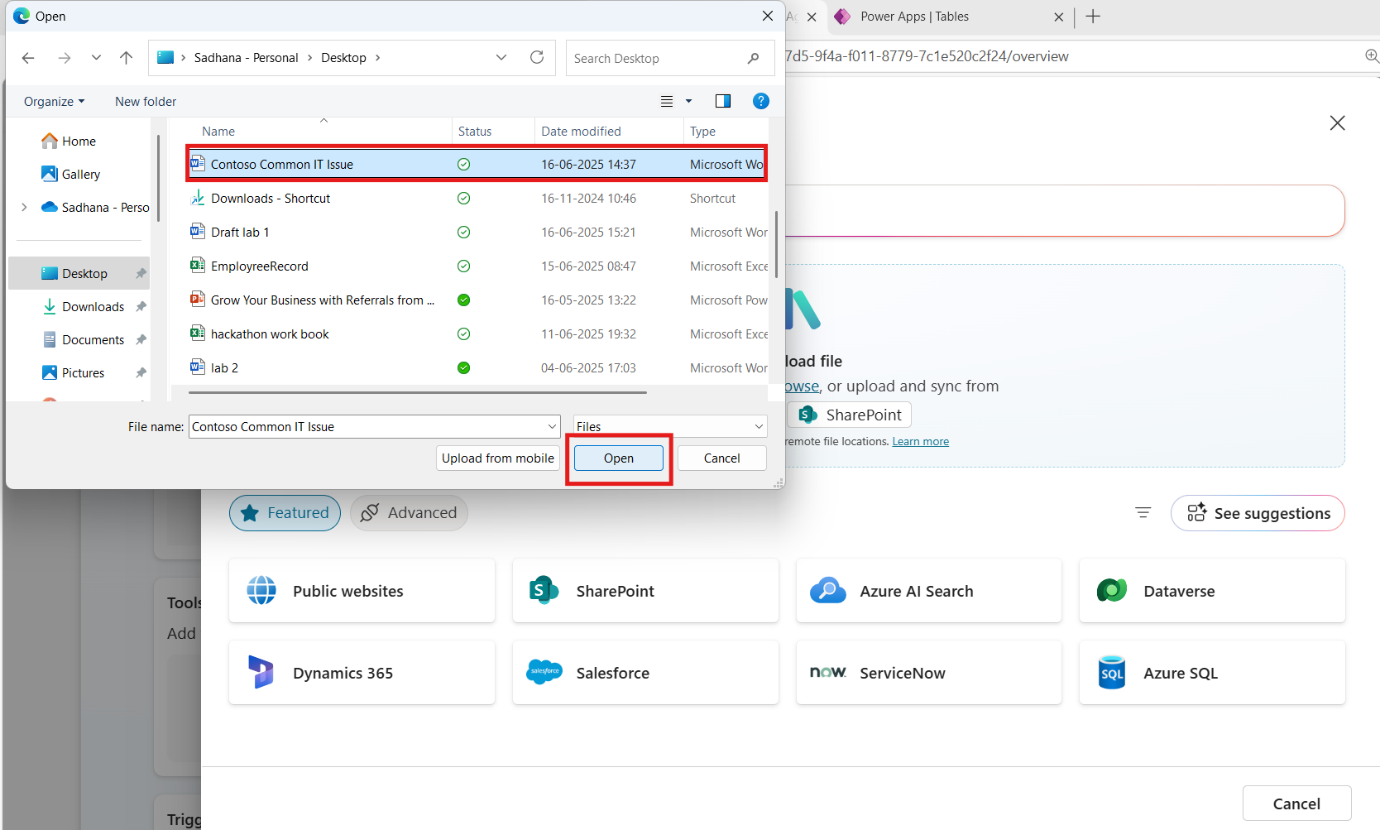 Open
Power Apps | Tables
Sadhana - Personal > Desktop >
Search Desktop
7d5-9f4a-f011-8779-7c1e520c2f24/overview
Organize
New folder
Name
Status
Date modified
Type
Home
Gallery
Sadhana - Perso
Desktop
Downloads
Documents
Pictures
Contoso Common IT Issue 16-06-2025 14:37 Microsoft Wo
Downloads - Shortcut 16-11-2024 10:46 Shortcut
Draft lab 1 16-06-2025 15:21 Microsoft Wor
EmployeeRecord 15-06-2025 08:47 Microsoft Exce
Grow Your Business with Referrals from ... 16-05-2025 13:22 Microsoft Pow
hackathon work book 11-06-2025 19:32 Microsoft Exce
lab 2 04-06-2025 17:03 Microsoft Wor
File name: Contoso Common IT Issue
Files
Upload from mobile
Open
Cancel
load file
owse, or upload and sync from
SharePoint
remote file locations. Learn more
Featured
Advanced
See suggestions
Public websites
SharePoint
Azure AI Search
Dataverse
Dynamics 365
Salesforce
ServiceNow
Azure SQL
Tools
Add
Trigg
Cancel